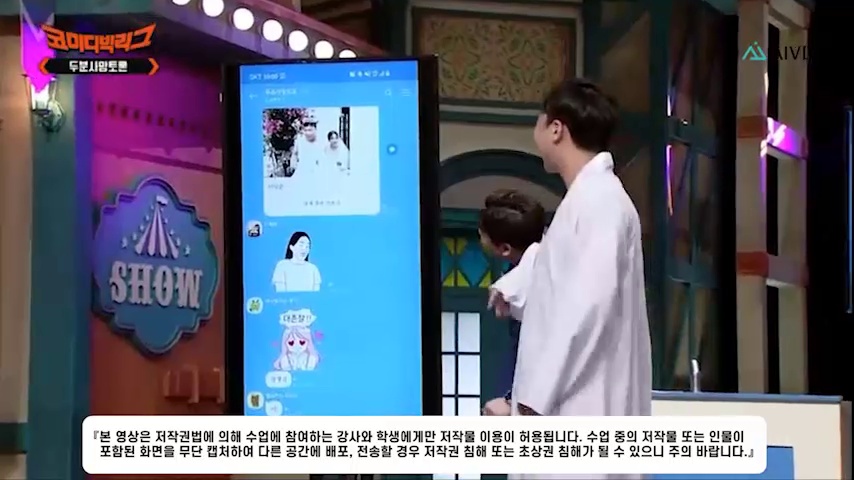 코미디빅리그
두분사망토론
AIVI
SKT
SHOW
대존잘!!
『본 영상은 저작권법에 의해 수업에 참여하는 강사와 학생에게만 저작물 이용이 허용됩니다. 수업 중의 저작물 또는 인물이
포함된 화면을 무단 캡처하여 다른 공간에 배포, 전송할 경우 저작권 침해 또는 초상권 침해가 될 수 있으니 주의 바랍니다.』